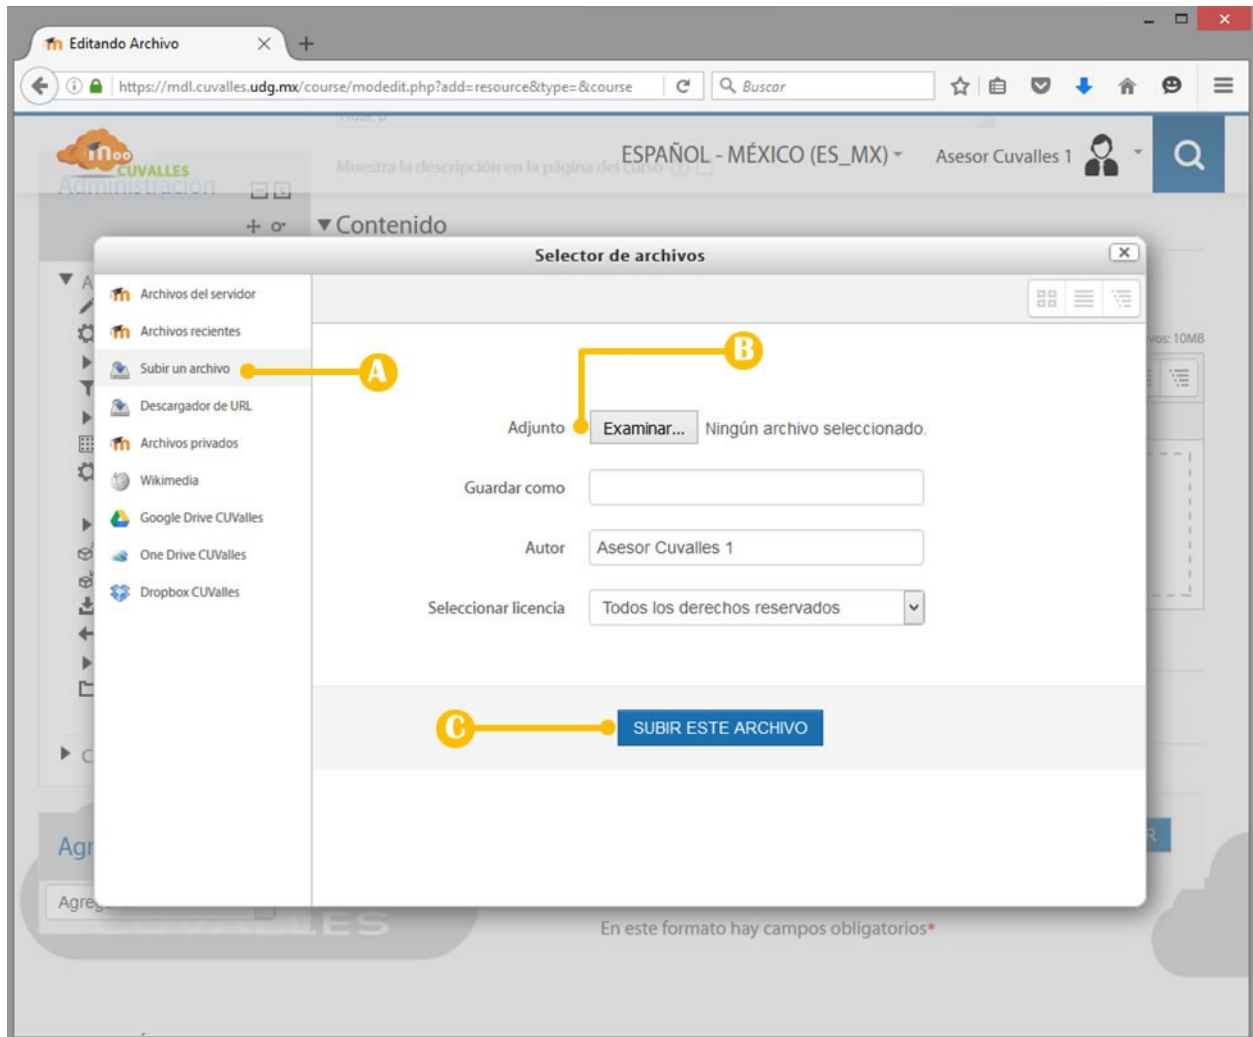 Editando Archivo
https://mdl.cuvalles.udg.mx/course/modedit.php?add=resource&type=&course
Buscar
CUVALLES
ESPAÑOL - MÉXICO (ES_MX)
Asesor Cuvalles 1
Muestra la descripción en la página del curso
Administración
Contenido
Selector de archivos
Archivos del servidor
Archivos recientes
Subir un archivo
A
B
Descargador de URL
Archivos privados
Wikimedia
Google Drive CUValles
One Drive CUValles
Dropbox CUValles
Adjunto
Examinar...
Ningún archivo seleccionado.
Guardar como
Autor
Asesor Cuvalles 1
Seleccionar licencia
Todos los derechos reservados
C
SUBIR ESTE ARCHIVO
10MB
En este formato hay campos obligatorios*